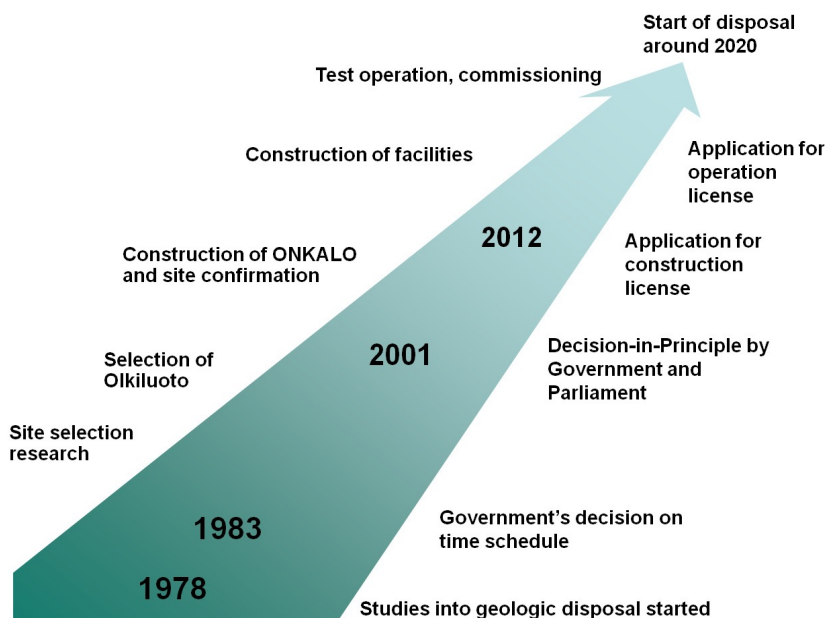 Start of disposal
around 2020
Test operation, commissioning
Construction of facilities
Application for
operation
license
2012
Application for
construction
license
Construction of ONKALO
and site confirmation
2001
Decision-in-Principle by
Government and
Parliament
Selection of
Olkiluoto
Site selection
research
1983
Government’s decision on
time schedule
1978
Studies into geologic disposal started